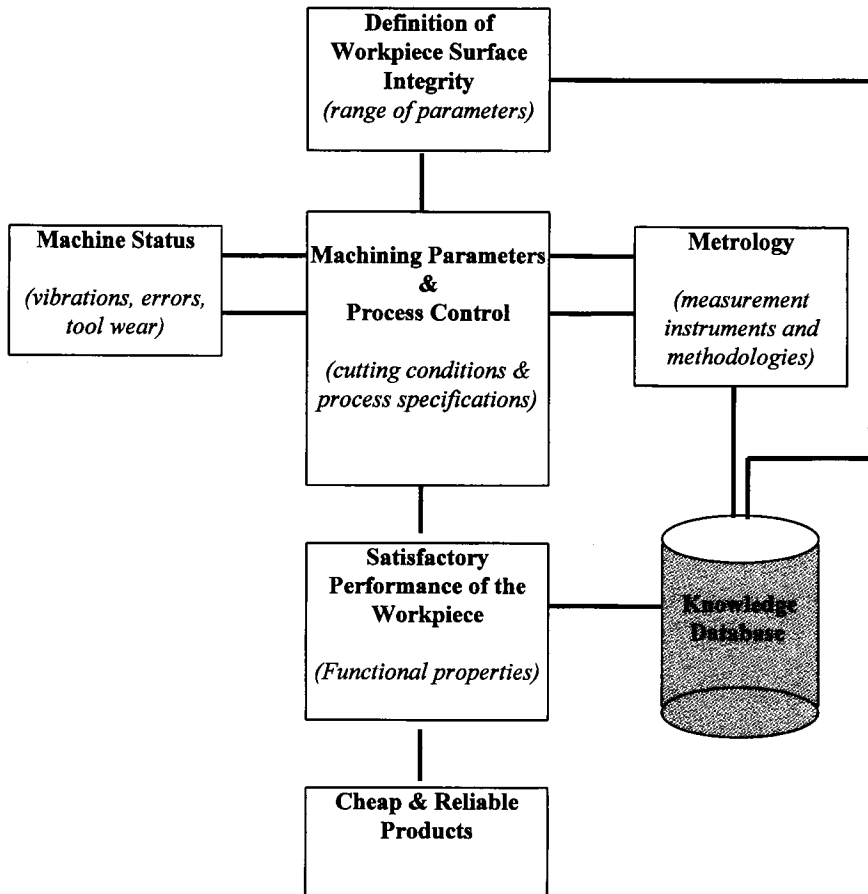 Definition of
Workpiece Surface
Integrity
(range of parameters)
Machine Status
(vibrations, errors,
tool wear)
Machining Parameters
&
Process Control
(cutting conditions &
process specifications)
Metrology
(measurement
instruments and
methodologies)
Satisfactory
Performance of the
Workpiece
(Functional properties)
Knowledge
Database
Cheap & Reliable
Products